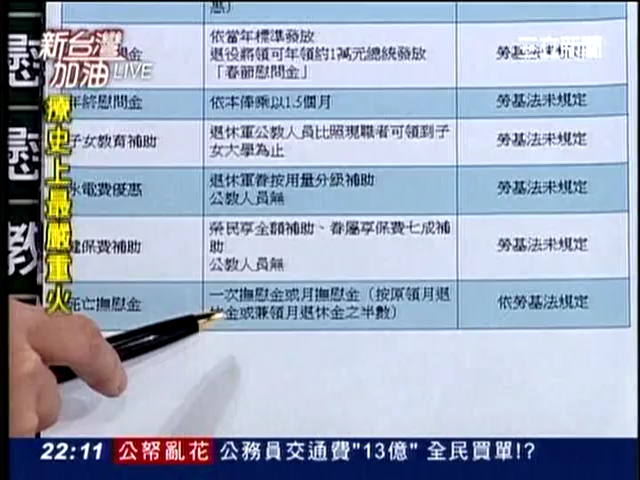 新台灣
加油 LIVE
三立新聞
慰)
依當年標準發放
退役將領可年領約1萬元總統發放
「春節慰問金」
勞基法未規定
年終慰問金
依本俸乘以1.5個月
勞基法未規定
子女教育補助
退休軍公教人員比照現職者可領到子
女大學為止
勞基法未規定
水電費優惠
退休軍眷按用量分級補助
公教人員無
勞基法未規定
健保費補助
榮民享全額補助、眷屬享保費七成補
助
公教人員無
勞基法未規定
死亡撫慰金
一次撫慰金或月撫慰金(按原領月退
金或兼領月退休金之半數)
依勞基法規定
療史上最嚴重火
22:11 公帑亂花 公務員交通費"13億" 全民買單!?